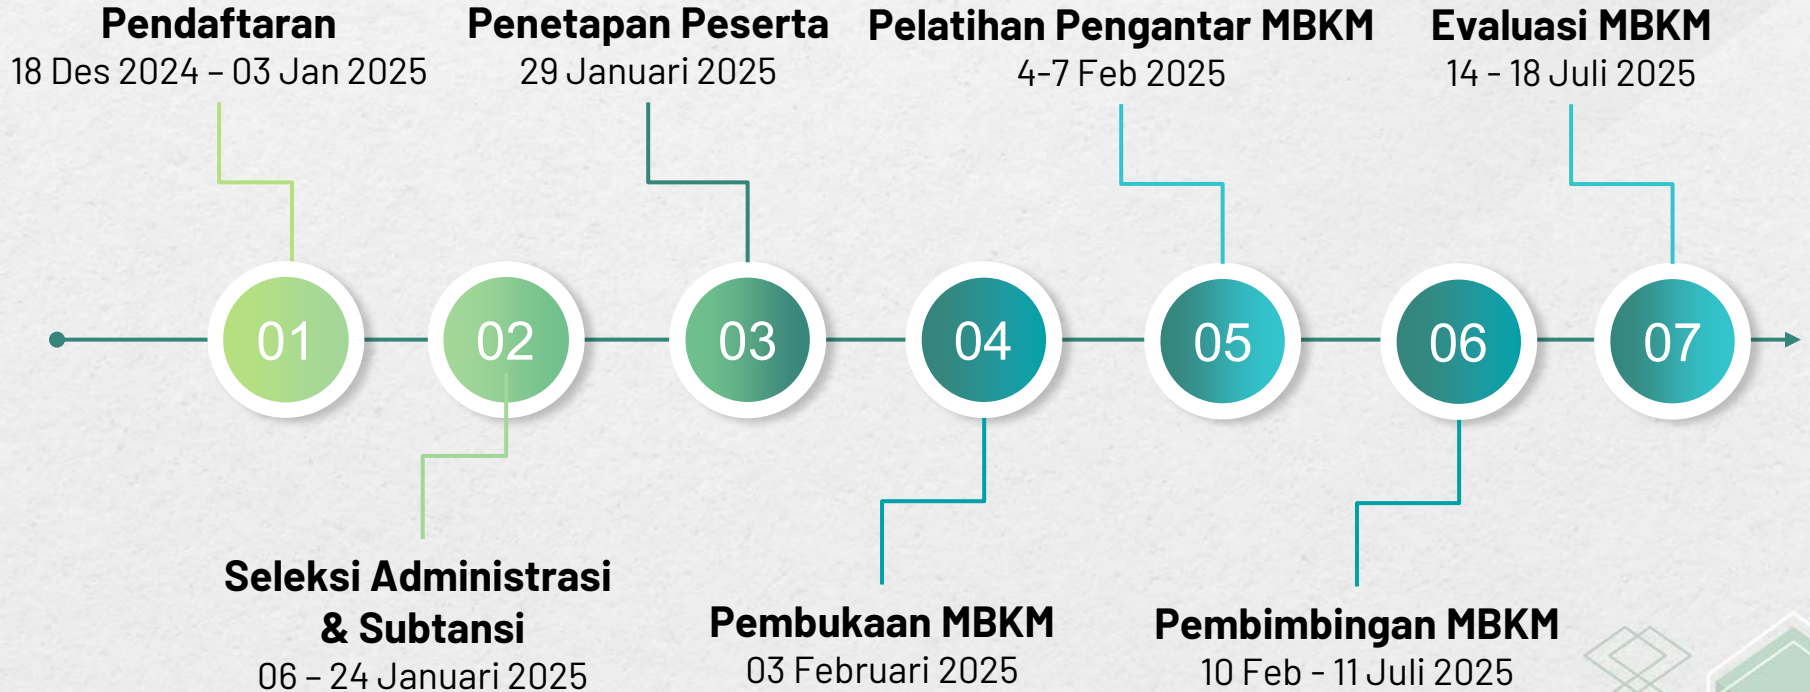 Pendaftaran
18 Des 2024 – 03 Jan 2025
Penetapan Peserta
29 Januari 2025
Pelatihan Pengantar MBKM
4-7 Feb 2025
Evaluasi MBKM
14 - 18 Juli 2025
01
02
03
04
05
06
07
Seleksi Administrasi
& Subtansi
06 – 24 Januari 2025
Pembukaan MBKM
03 Februari 2025
Pembimbingan MBKM
10 Feb - 11 Juli 2025